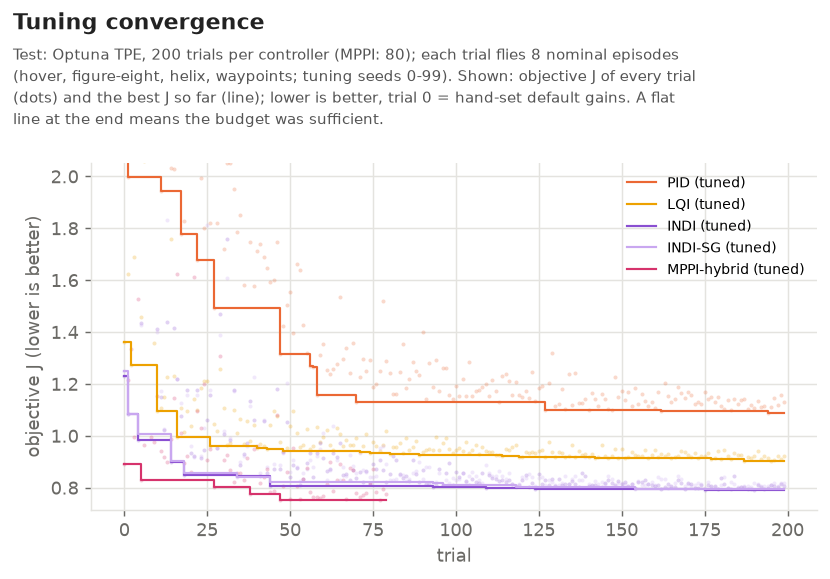 Tuning convergence
Test: Optuna TPE, 200 trials per controller (MPPI: 80); each trial flies 8 nominal episodes
(hover, figure-eight, helix, waypoints; tuning seeds 0-99). Shown: objective J of every trial
(dots) and the best J so far (line); lower is better, trial 0 = hand-set default gains. A flat
line at the end means the budget was sufficient.
objective J (lower is better)
2.0
1.8
1.6
1.4
1.2
1.0
0.8
PID (tuned)
LQI (tuned)
INDI (tuned)
INDI-SG (tuned)
MPPI-hybrid (tuned)
0 25 50 75 100 125 150 175 200
trial